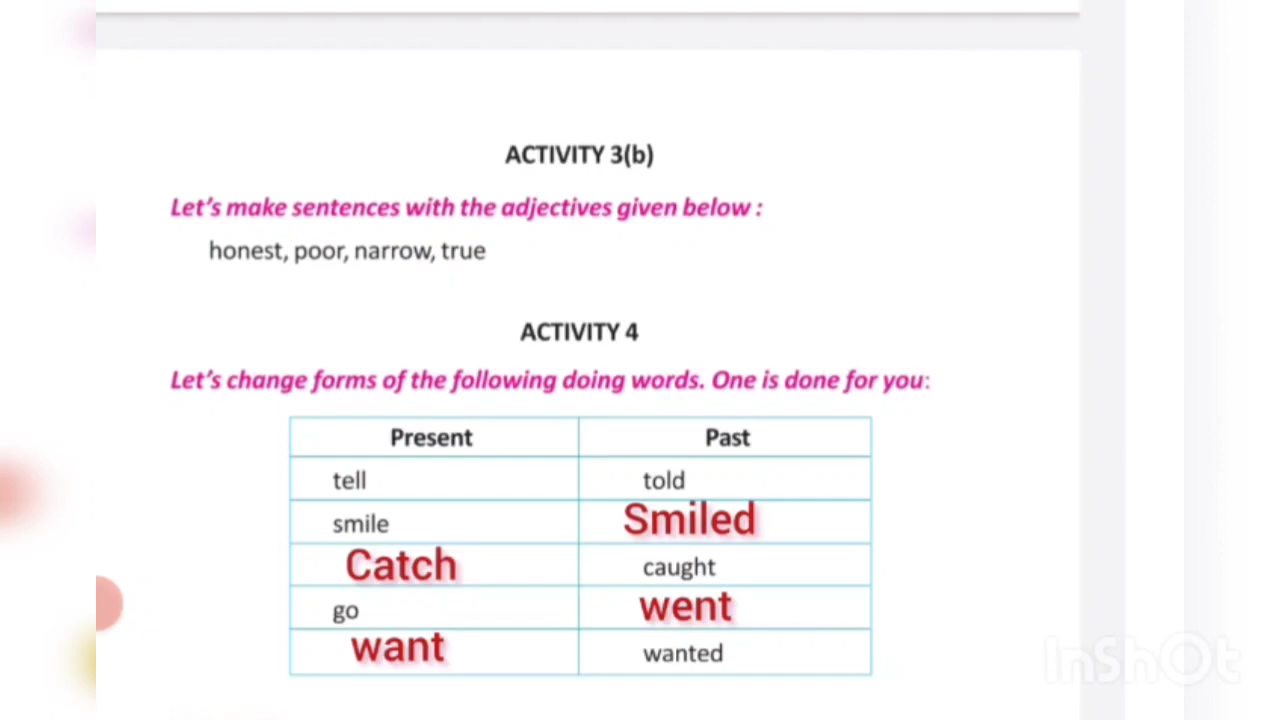 ACTIVITY 3(b)
Let's make sentences with the adjectives given below :
honest, poor, narrow, true
ACTIVITY 4
Let's change forms of the following doing words. One is done for you:
Present Past
tell told
smile Smiled
Catch caught
go went
want wanted
InShOt